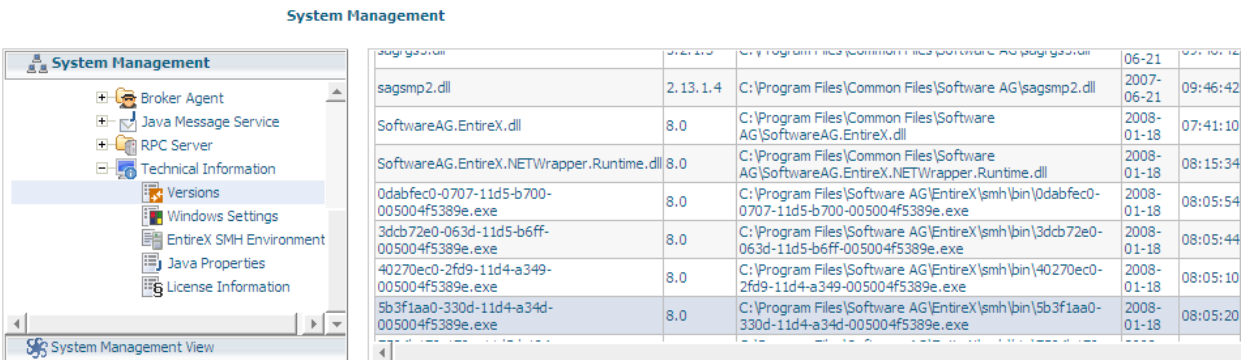 System Management
System Management
Broker Agent
Java Message Service
RPC Server
Technical Information
Versions
Windows Settings
EntireX SMH Environment
Java Properties
License Information
System Management View
06-21
sagsmp2.dll 2.13.1.4 C:\Program Files\Common Files\Software AG\sagsmp2.dll 2007-
06-21 09:46:42
SoftwareAG.EntireX.dll 8.0 C:\Program Files\Common Files\Software
AG\SoftwareAG.EntireX.dll 2008-
01-18 07:41:10
SoftwareAG.EntireX.NETWrapper.Runtime.dll 8.0 C:\Program Files\Common Files\Software
AG\SoftwareAG.EntireX.NETWrapper.Runtime.dll 2008-
01-18 08:15:34
0dabfec0-0707-11d5-b700-
005004f5389e.exe 8.0 C:\Program Files\Software AG\EntireX\smh\bin\0dabfec0-
0707-11d5-b700-005004f5389e.exe 2008-
01-18 08:05:54
3dcb72e0-063d-11d5-b6ff-
005004f5389e.exe 8.0 C:\Program Files\Software AG\EntireX\smh\bin\3dcb72e0-
063d-11d5-b6ff-005004f5389e.exe 2008-
01-18 08:05:44
40270ec0-2fd9-11d4-a349-
005004f5389e.exe 8.0 C:\Program Files\Software AG\EntireX\smh\bin\40270ec0-
2fd9-11d4-a349-005004f5389e.exe 2008-
01-18 08:05:10
5b3f1aa0-330d-11d4-a34d-
005004f5389e.exe 8.0 C:\Program Files\Software AG\EntireX\smh\bin\5b3f1aa0-
330d-11d4-a34d-005004f5389e.exe 2008-
01-18 08:05:20